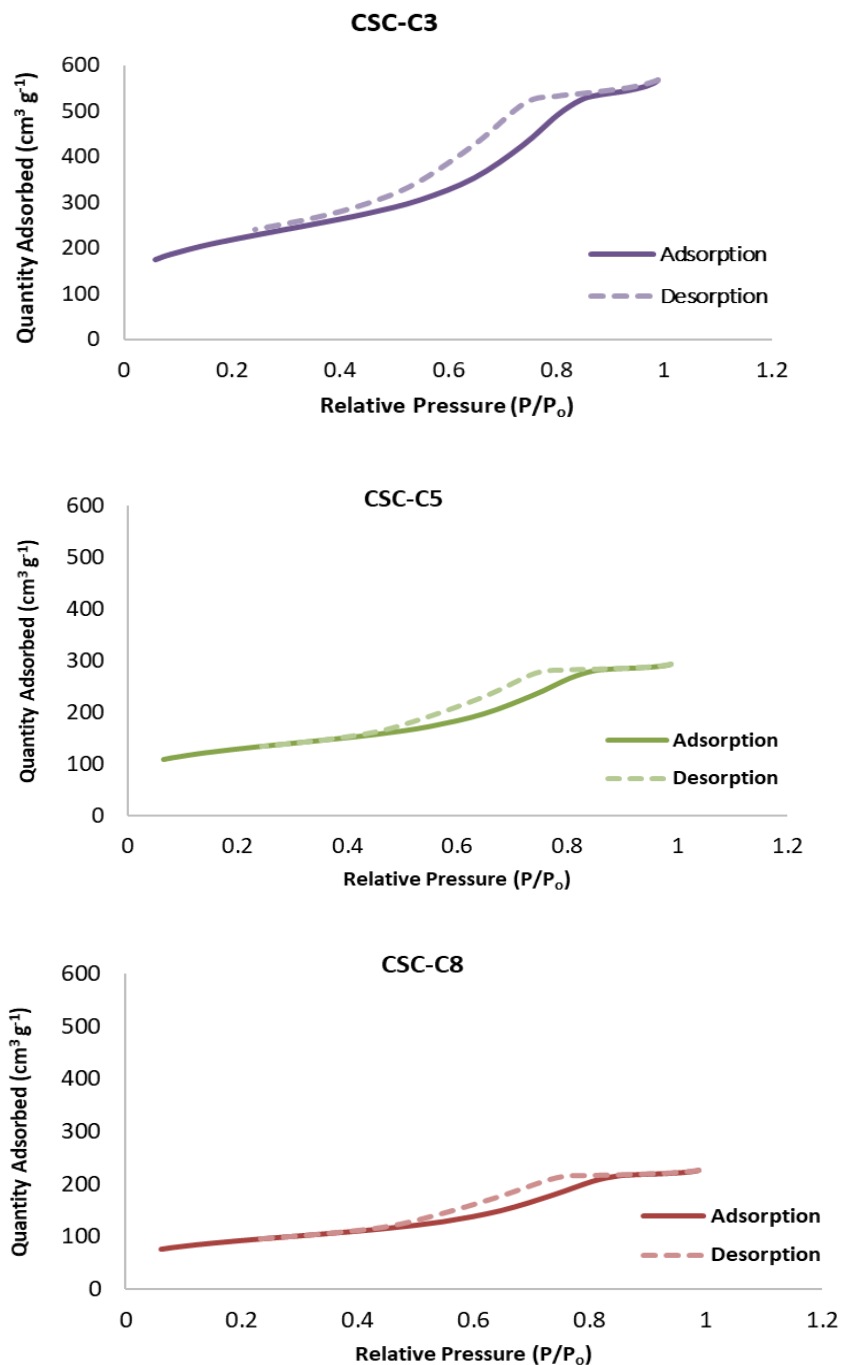 CSC-C3
600
500
400
300
200
100
0
Quantity Adsorbed (cm³ g⁻¹)
Adsorption
Desorption
0 0.2 0.4 0.6 0.8 1 1.2
Relative Pressure (P/Pₒ)
CSC-C5
600
500
400
300
200
100
0
Quantity Adsorbed (cm³ g⁻¹)
Adsorption
Desorption
0 0.2 0.4 0.6 0.8 1 1.2
Relative Pressure (P/Pₒ)
CSC-C8
600
500
400
300
200
100
0
Quantity Adsorbed (cm³ g⁻¹)
Adsorption
Desorption
0 0.2 0.4 0.6 0.8 1 1.2
Relative Pressure (P/Pₒ)